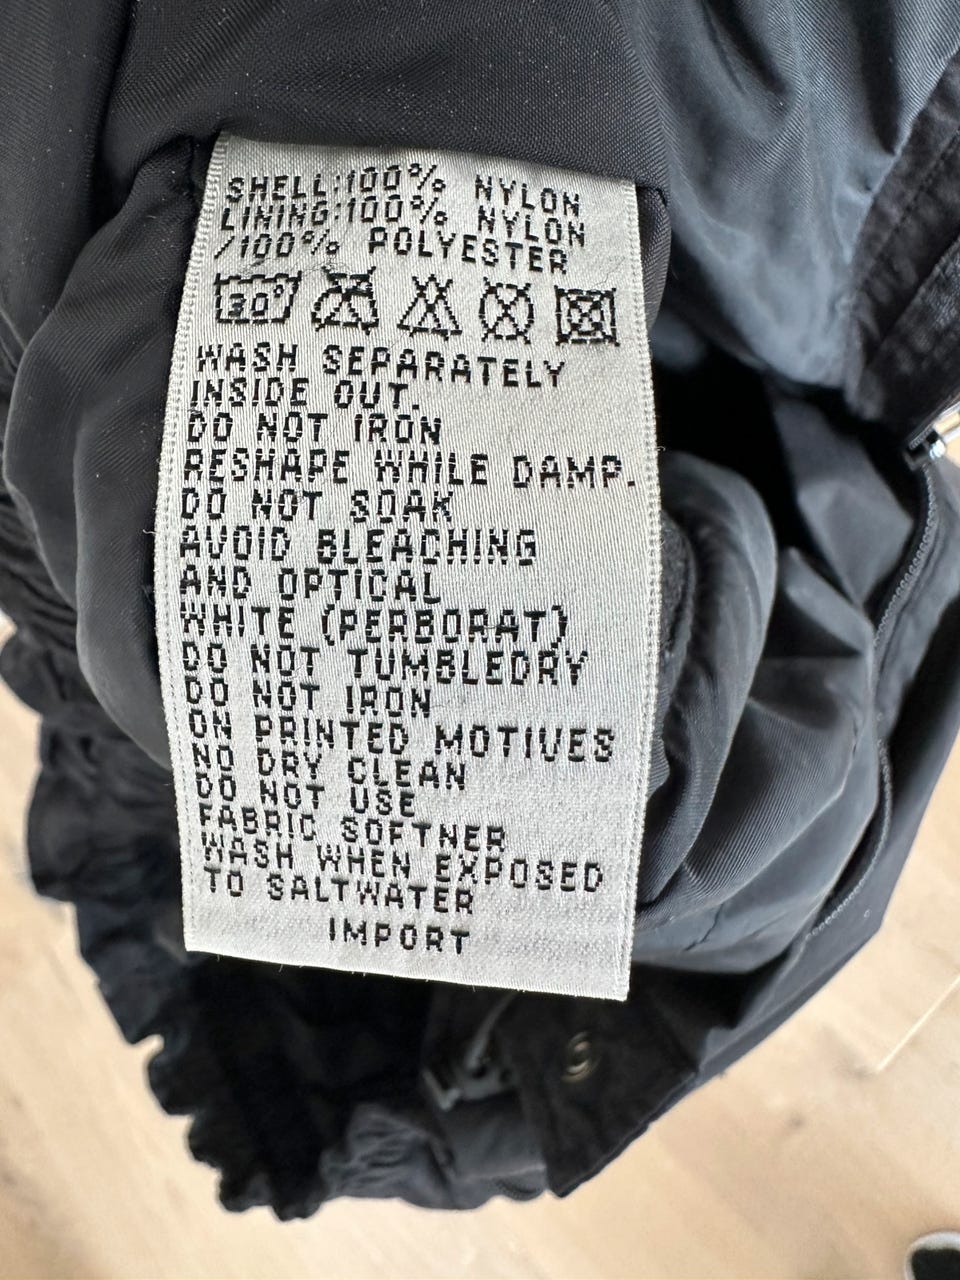 SHELL:100% NYLON
LINING:100% NYLON
/100% POLYESTER
30°
WASH SEPARATELY
INSIDE OUT.
DO NOT IRON
RESHAPE WHILE DAMP.
DO NOT SOAK
AVOID BLEACHING
AND OPTICAL
WHITE (PERBORAT)
DO NOT TUMBLEDRY
DO NOT IRON
ON PRINTED MOTIVES
NO DRY CLEAN
DO NOT USE
FABRIC SOFTNER
WASH WHEN EXPOSED
TO SALTWATER
IMPORT